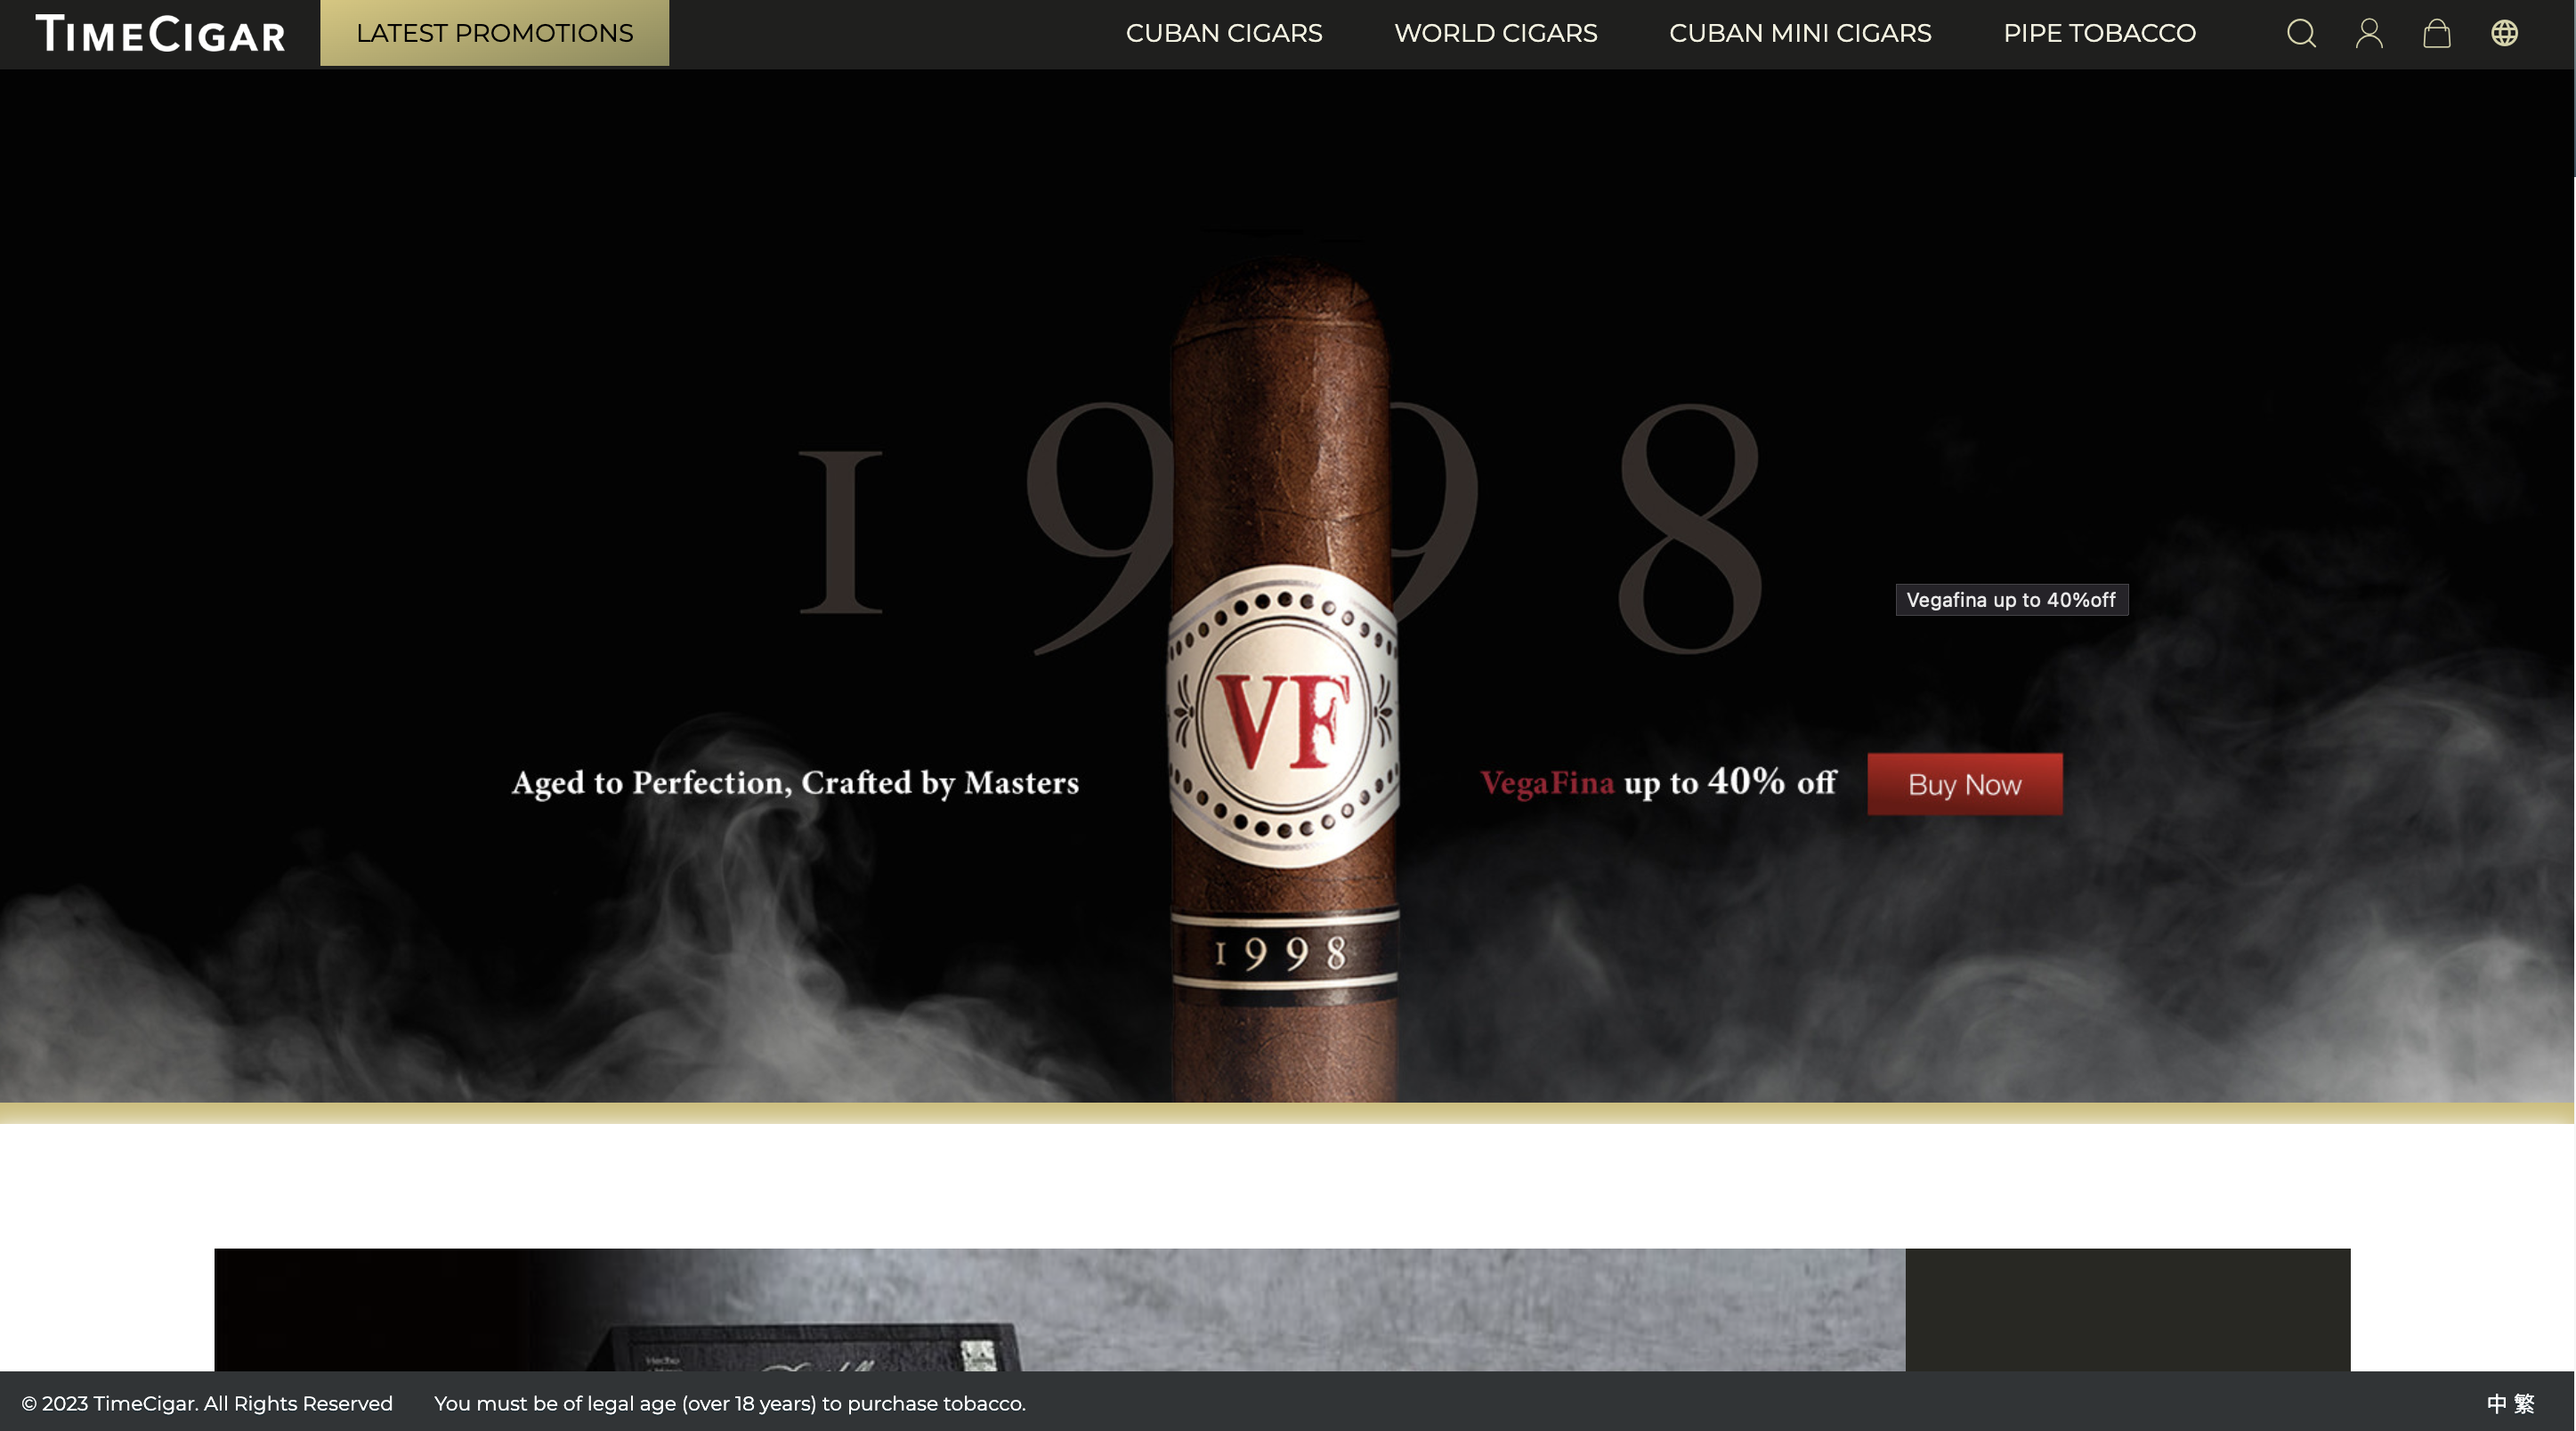 TIMECIGAR
LATEST PROMOTIONS
CUBAN CIGARS
WORLD CIGARS
CUBAN MINI CIGARS
PIPE TOBACCO
1998
Vegafina up to 40%off
VF
Aged to Perfection, Crafted by Masters
VegaFina up to 40% off
Buy Now
1998
Hecho
© 2023 TimeCigar. All Rights Reserved
You must be of legal age (over 18 years) to purchase tobacco.
中 繁